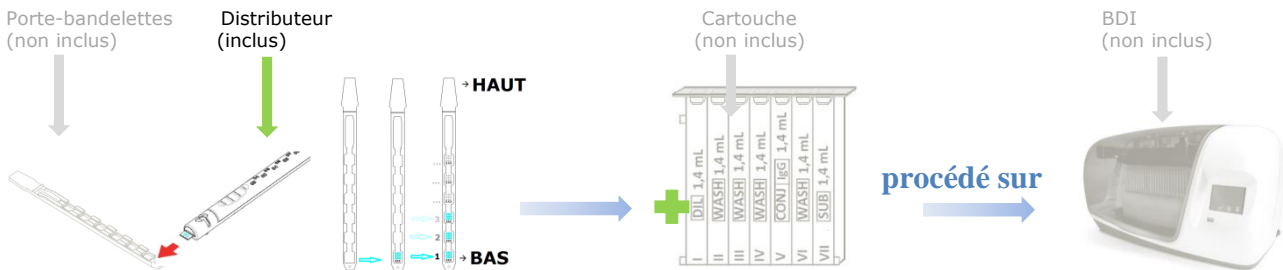 Porte-bandelettes
(non inclus)
Distributeur
(inclus)
Cartouche
(non inclus)
BDI
(non inclus)
HAUT
...
...
...
3
2
1
BAS
DIL 1,4 mL
WASH 1,4 mL
WASH 1,4 mL
WASH 1,4 mL
CONJ IgG 1,4 mL
WASH 1,4 mL
SUB 1,4 mL
I
II
III
IV
V
VI
VII
procédé sur